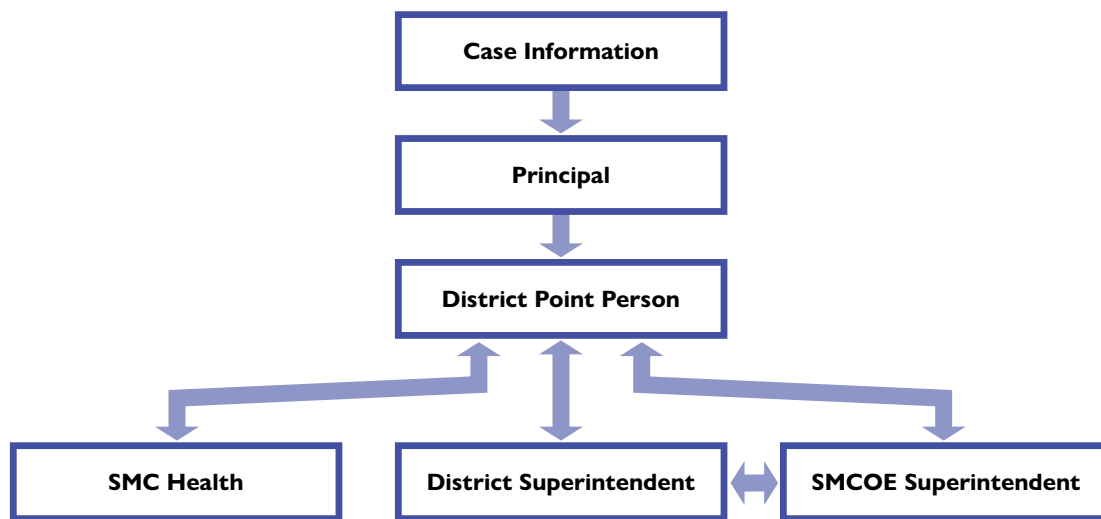 Case Information
Principal
District Point Person
SMC Health
District Superintendent
SMCOE Superintendent